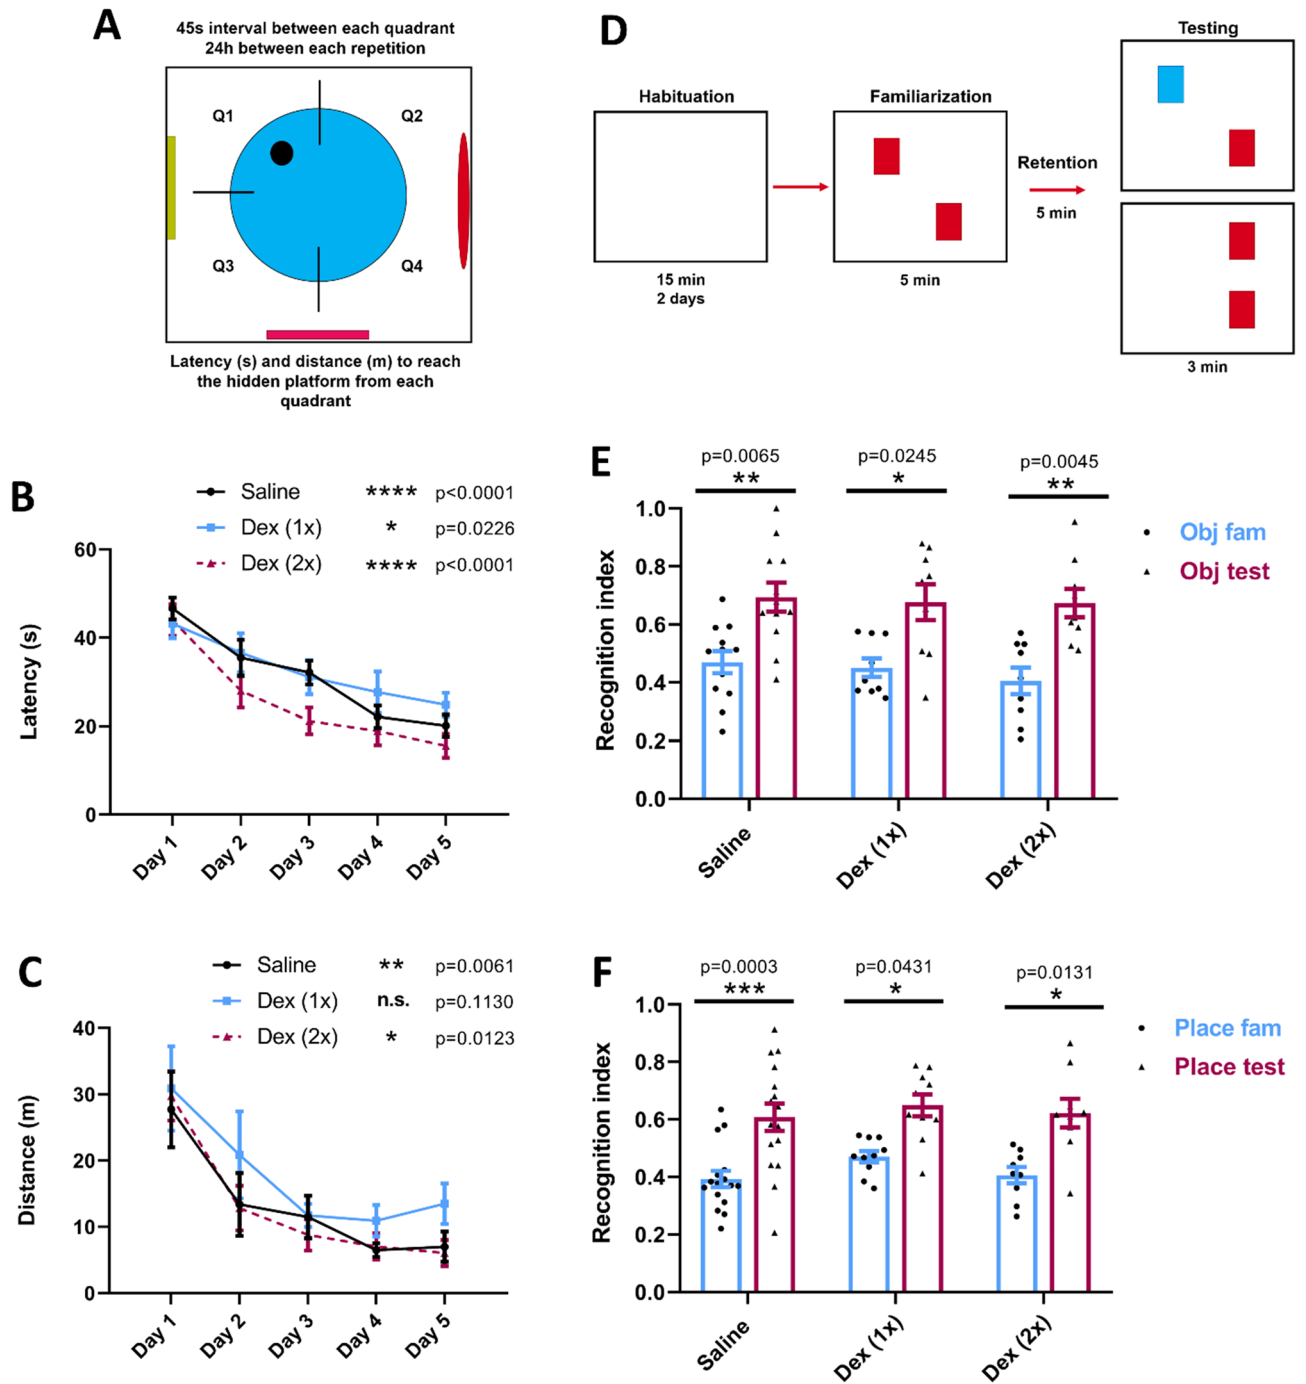 A
45s interval between each quadrant
24h between each repetition
Q1
Q2
Q3
Q4
Latency (s) and distance (m) to reach
the hidden platform from each
quadrant
D
Habituation
15 min
2 days
Familiarization
5 min
Retention
5 min
Testing
3 min
B
Saline **** p<0.0001
Dex (1x) * p=0.0226
Dex (2x) **** p<0.0001
Latency (s)
60
40
20
0
Day 1
Day 2
Day 3
Day 4
Day 5
E
p=0.0065
**
p=0.0245
*
p=0.0045
**
Recognition index
1.0
0.8
0.6
0.4
0.2
0.0
Saline
Dex (1x)
Dex (2x)
Obj fam
Obj test
C
Saline ** p=0.0061
Dex (1x) n.s. p=0.1130
Dex (2x) * p=0.0123
Distance (m)
40
30
20
10
0
Day 1
Day 2
Day 3
Day 4
Day 5
F
p=0.0003
***
p=0.0431
*
p=0.0131
*
Recognition index
1.0
0.8
0.6
0.4
0.2
0.0
Saline
Dex (1x)
Dex (2x)
Place fam
Place test